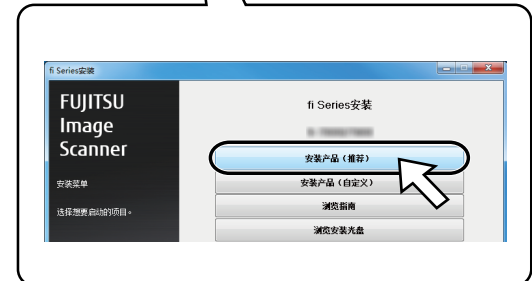 fi Series安装
FUJITSU
Image
Scanner
安装菜单
选择想要启动的项目。
fi Series安装
安装产品（推荐）
安装产品（自定义）
浏览指南
浏览安装光盘